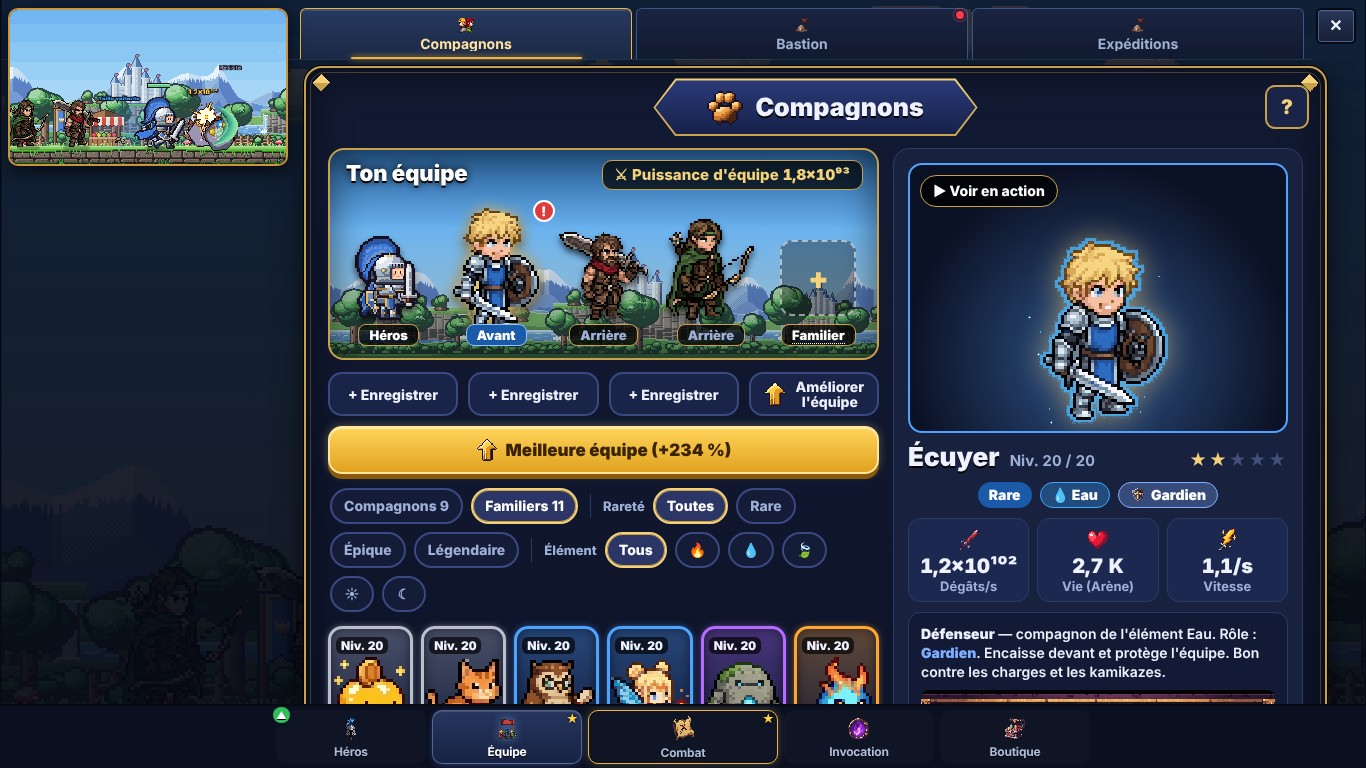 Compagnons
Bastion
Expéditions
×
Compagnons
?
Ton équipe
⚔ Puissance d'équipe 1,8×10⁹³
!
Héros
Avant
Arrière
Arrière
+
Familier
+ Enregistrer
+ Enregistrer
+ Enregistrer
Améliorer
l'équipe
Meilleure équipe (+234 %)
Compagnons 9
Familiers 11
Rareté
Toutes
Rare
Épique
Légendaire
Élément
Tous
Niv. 20
Niv. 20
Niv. 20
Niv. 20
Niv. 20
Niv. 20
▶ Voir en action
Écuyer Niv. 20 / 20
Rare
Eau
Gardien
1,2×10¹⁰²
Dégâts/s
2,7 K
Vie (Arène)
1,1/s
Vitesse
Défenseur — compagnon de l'élément Eau. Rôle :
Gardien. Encaisse devant et protège l'équipe. Bon
contre les charges et les kamikazes.
Héros
Équipe
Combat
Invocation
Boutique